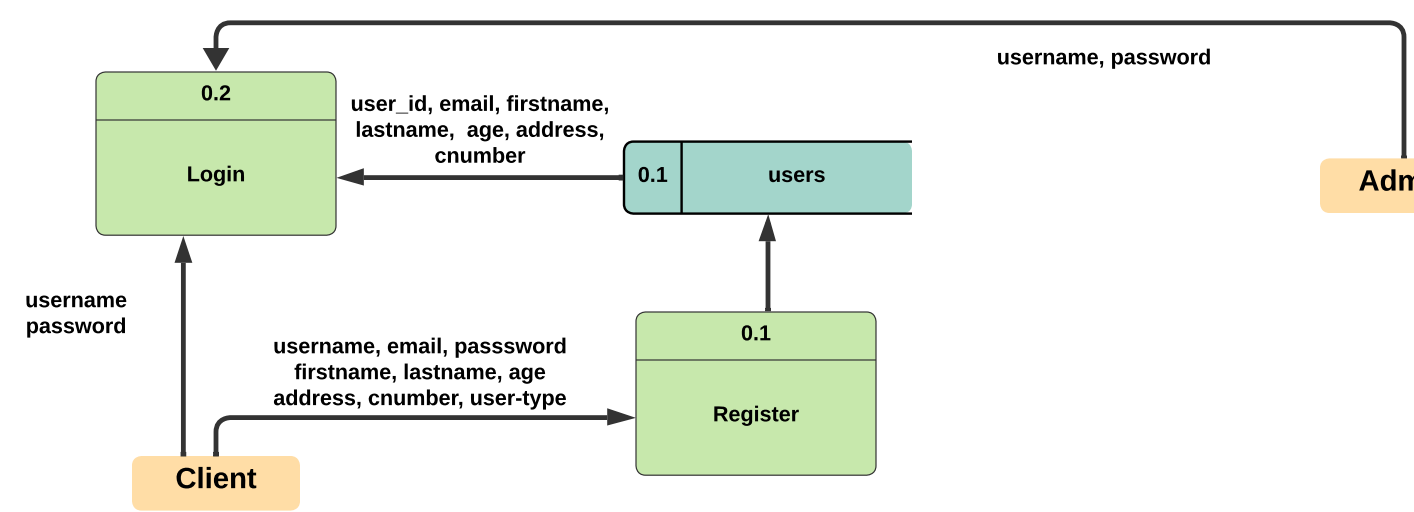 username, password
0.2
Login
user_id, email, firstname,
lastname,  age, address,
cnumber
0.1
users
Adm
username
password
username, email, passsword
firstname, lastname, age
address, cnumber, user-type
0.1
Register
Client